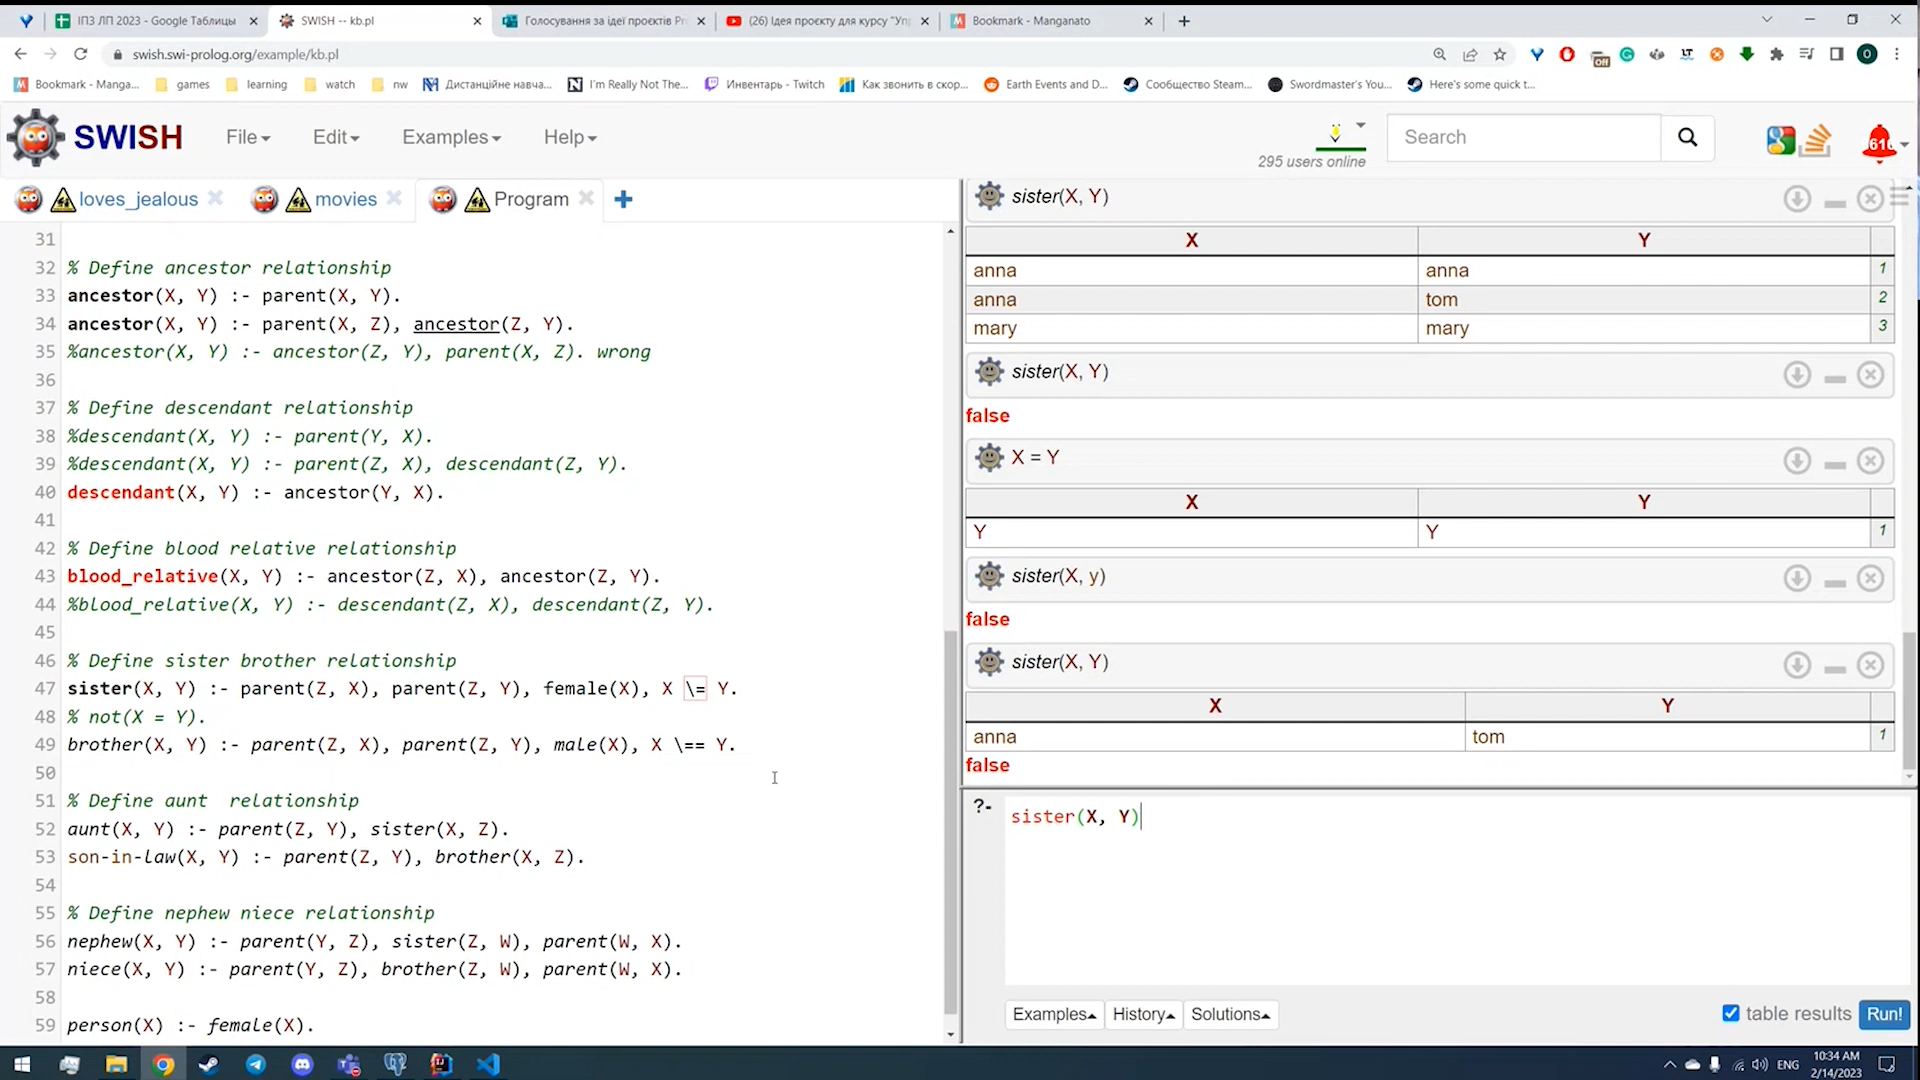 ІПЗ ЛП 2023 - Google Таблицы
SWISH -- kb.pl
Голосування за ідеї проєктів Pr
(26) Ідея проєкту для курсу "Уп
Bookmark - Manganato
swish.swi-prolog.org/example/kb.pl
Off
Bookmark - Manga...
games
learning
watch
nw
Дистанційне навча...
I'm Really Not The...
Инвентарь - Twitch
Как звонить в скор...
Earth Events and D...
Сообщество Steam...
Swordmaster's You...
Here's some quick t...
SWISH
File
Edit
Examples
Help
295 users online
Search
616
loves_jealous
movies
Program
31
32 % Define ancestor relationship
33 ancestor(X, Y) :- parent(X, Y).
34 ancestor(X, Y) :- parent(X, Z), ancestor(Z, Y).
35 %ancestor(X, Y) :- ancestor(Z, Y), parent(X, Z). wrong
36
37 % Define descendant relationship
38 %descendant(X, Y) :- parent(Y, X).
39 %descendant(X, Y) :- parent(Z, X), descendant(Z, Y).
40 descendant(X, Y) :- ancestor(Y, X).
41
42 % Define blood relative relationship
43 blood_relative(X, Y) :- ancestor(Z, X), ancestor(Z, Y).
44 %blood_relative(X, Y) :- descendant(Z, X), descendant(Z, Y).
45
46 % Define sister brother relationship
47 sister(X, Y) :- parent(Z, X), parent(Z, Y), female(X), X \= Y.
48 % not(X = Y).
49 brother(X, Y) :- parent(Z, X), parent(Z, Y), male(X), X \== Y.
50
51 % Define aunt  relationship
52 aunt(X, Y) :- parent(Z, Y), sister(X, Z).
53 son-in-law(X, Y) :- parent(Z, Y), brother(X, Z).
54
55 % Define nephew niece relationship
56 nephew(X, Y) :- parent(Y, Z), sister(Z, W), parent(W, X).
57 niece(X, Y) :- parent(Y, Z), brother(Z, W), parent(W, X).
58
59 person(X) :- female(X).
sister(X, Y)
X Y
anna anna 1
anna tom 2
mary mary 3
sister(X, Y)
false
X = Y
X Y
Y Y 1
sister(X, y)
false
sister(X, Y)
X Y
anna tom 1
false
?- sister(X, Y)
Examples
History
Solutions
table results
Run!
ENG
10:34 AM
2/14/2023